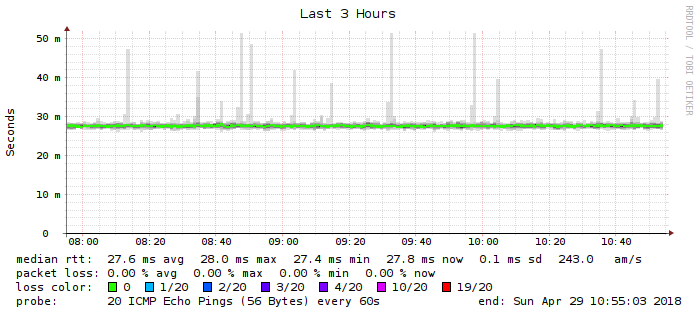 Last 3 Hours
RRDTOOL / TOBI OETIKER
Seconds
50 m
40 m
30 m
20 m
10 m
0
08:00 08:20 08:40 09:00 09:20 09:40 10:00 10:20 10:40
median rtt: 27.6 ms avg 28.0 ms max 27.4 ms min 27.8 ms now 0.1 ms sd 243.0 am/s
packet loss: 0.00 % avg 0.00 % max 0.00 % min 0.00 % now
loss color: 0 1/20 2/20 3/20 4/20 10/20 19/20
probe: 20 ICMP Echo Pings (56 Bytes) every 60s end: Sun Apr 29 10:55:03 2018